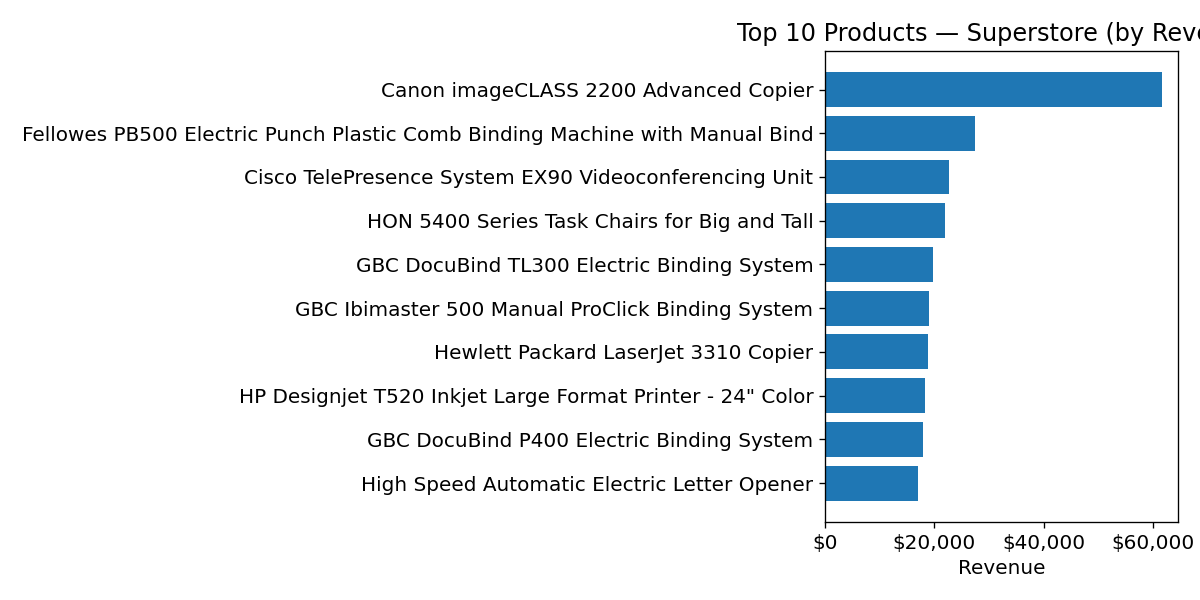 Top 10 Products — Superstore (by Reve
Canon imageCLASS 2200 Advanced Copier
Fellowes PB500 Electric Punch Plastic Comb Binding Machine with Manual Bind
Cisco TelePresence System EX90 Videoconferencing Unit
HON 5400 Series Task Chairs for Big and Tall
GBC DocuBind TL300 Electric Binding System
GBC Ibimaster 500 Manual ProClick Binding System
Hewlett Packard LaserJet 3310 Copier
HP Designjet T520 Inkjet Large Format Printer - 24" Color
GBC DocuBind P400 Electric Binding System
High Speed Automatic Electric Letter Opener
$0 $20,000 $40,000 $60,000
Revenue